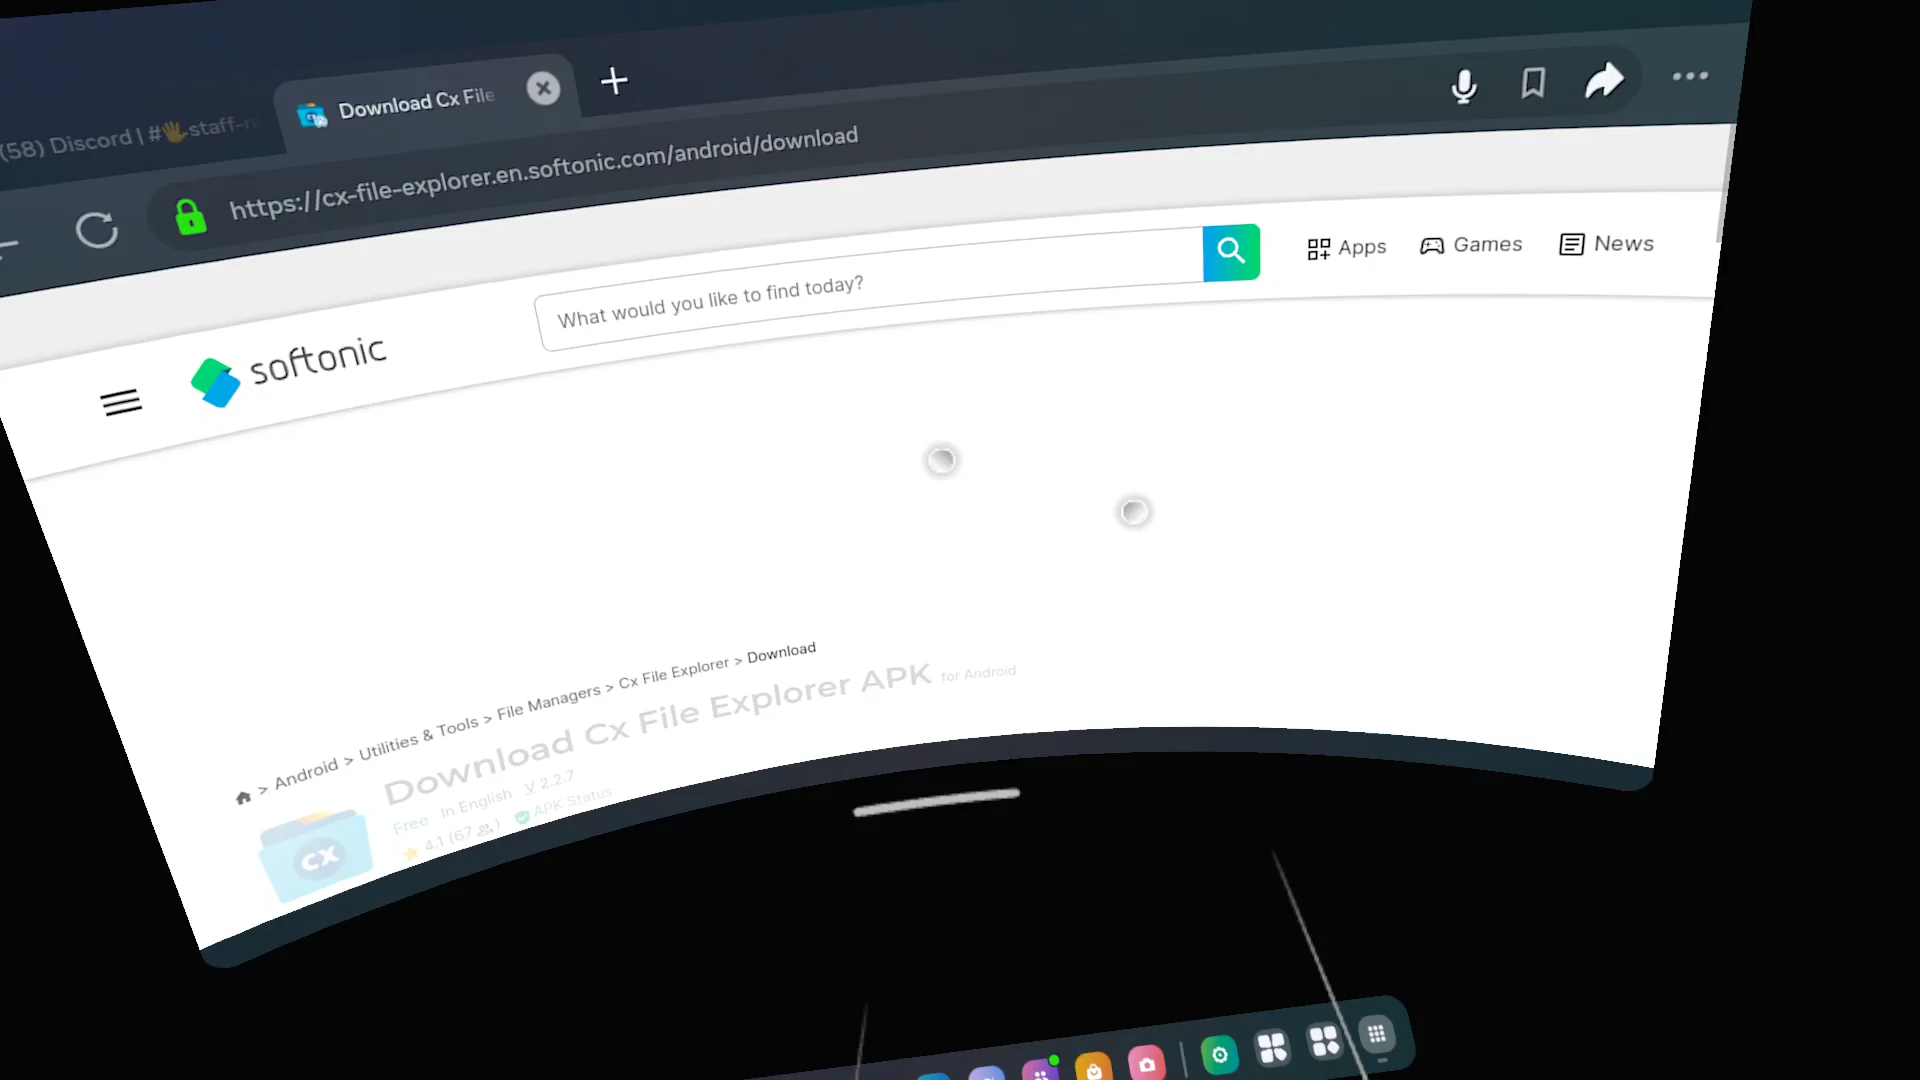 (58) Discord | #🖐staff-
Download Cx File
https://cx-file-explorer.en.softonic.com/android/download
softonic
What would you like to find today?
Apps
Games
News
> Android > Utilities & Tools > File Managers > Cx File Explorer > Download
Download Cx File Explorer APK for Android
Free In English V 2.2.7
4.1 (67) APK Status
cx